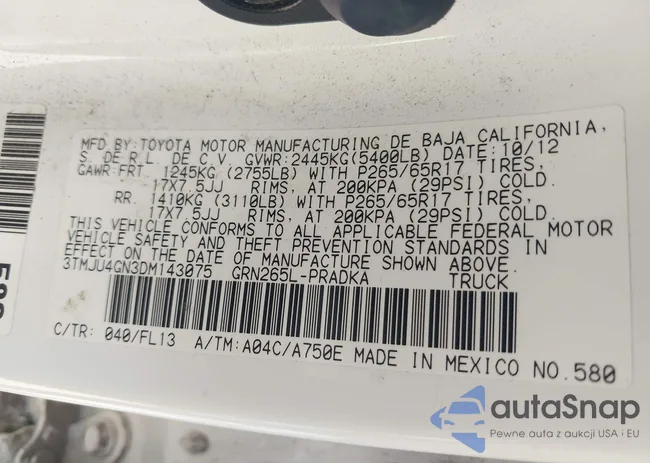 MFD BY:TOYOTA MOTOR MANUFACTURING DE BAJA CALIFORNIA,
S. DE R.L. DE C.V. GVWR:2445KG(5400LB) DATE:10/12
GAWR:FRT. 1245KG (2755LB) WITH P265/65R17 TIRES,
17X7.5JJ RIMS, AT 200KPA (29PSI) COLD.
RR. 1410KG (3110LB) WITH P265/65R17 TIRES,
17X7.5JJ RIMS, AT 200KPA (29PSI) COLD.
THIS VEHICLE CONFORMS TO ALL APPLICABLE FEDERAL MOTOR
VEHICLE SAFETY AND THEFT PREVENTION STANDARDS IN
EFFECT ON THE DATE OF MANUFACTURE SHOWN ABOVE.
3TMJU4GN3DM143075 GRN265L-PRADKA TRUCK
C/TR: 040/FL13 A/TM:A04C/A750E MADE IN MEXICO NO.580
autaSnap
Pewne auta z aukcji USA i EU